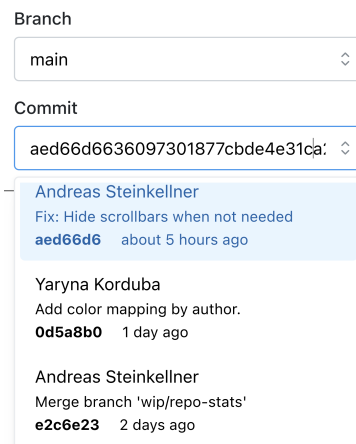 Branch
main
Commit
aed66d6636097301877cbde4e31ca
Andreas Steinkellner
Fix: Hide scrollbars when not needed
aed66d6 about 5 hours ago
Yaryna Korduba
Add color mapping by author.
0d5a8b0 1 day ago
Andreas Steinkellner
Merge branch 'wip/repo-stats'
e2c6e23 2 days ago